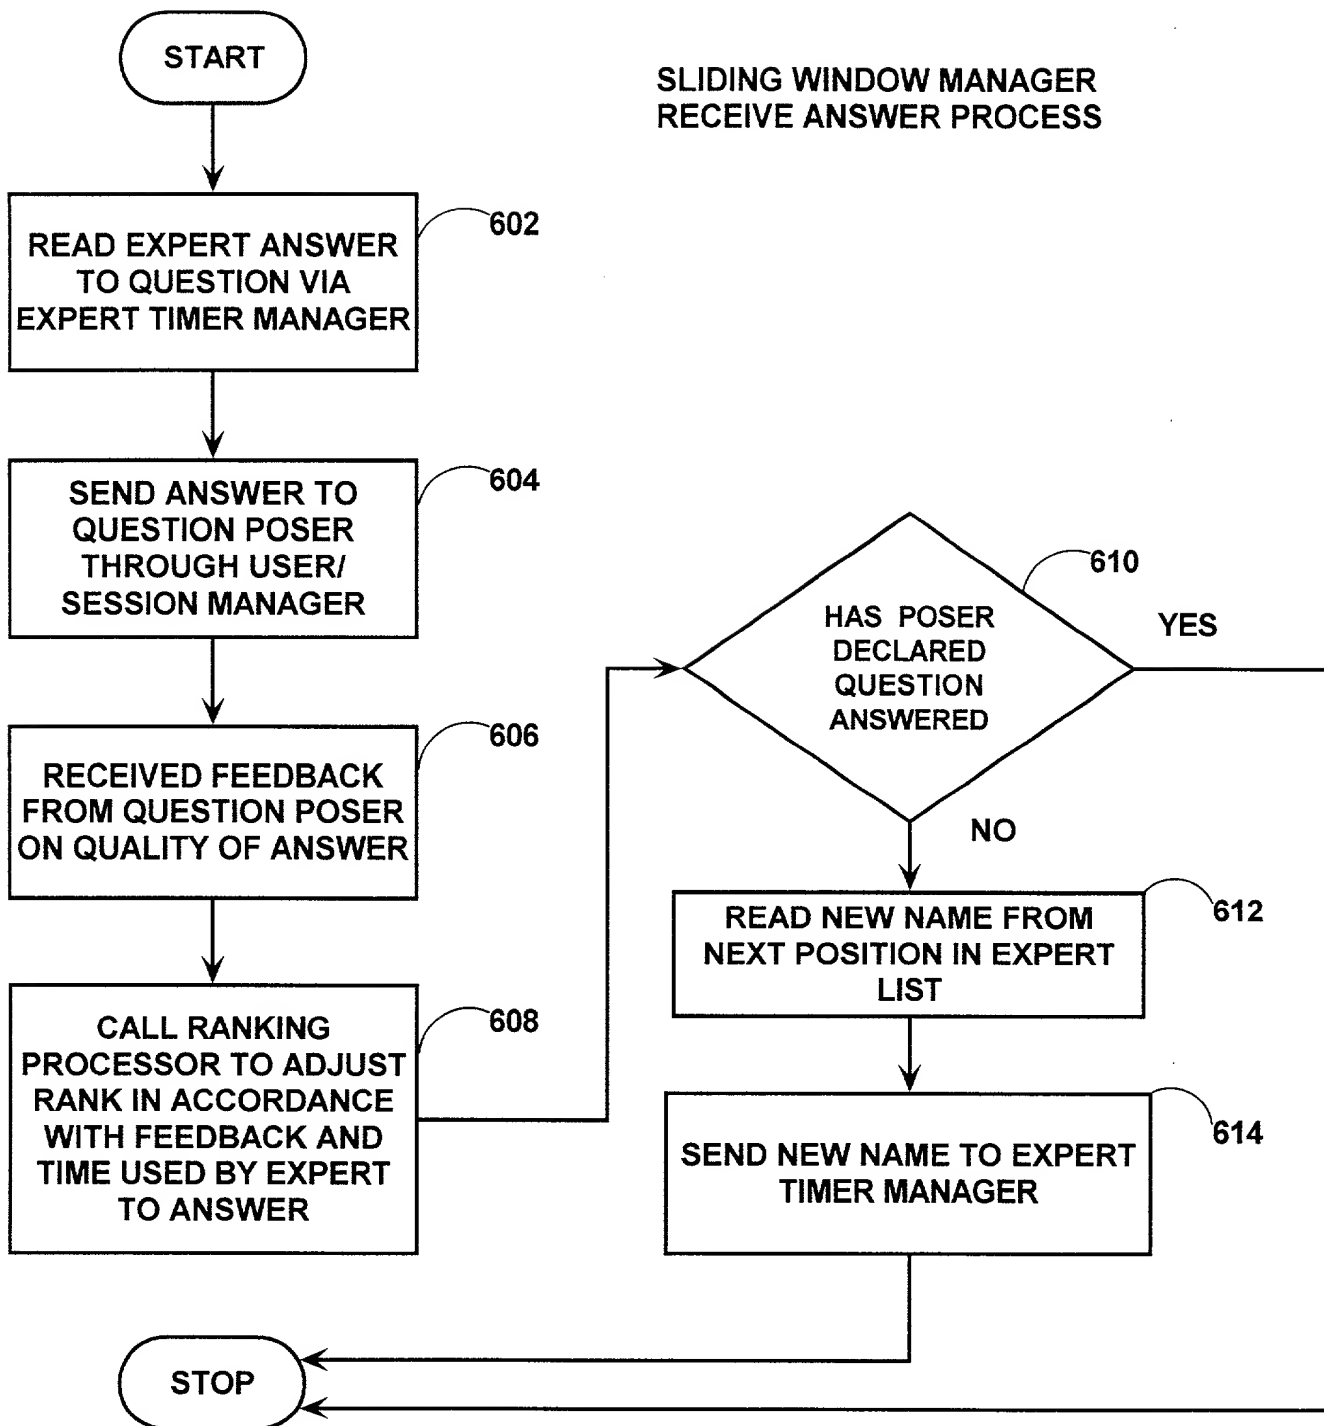 START
SLIDING WINDOW MANAGER
RECEIVE ANSWER PROCESS
602
READ EXPERT ANSWER
TO QUESTION VIA
EXPERT TIMER MANAGER
604
SEND ANSWER TO
QUESTION POSER
THROUGH USER/
SESSION MANAGER
606
RECEIVED FEEDBACK
FROM QUESTION POSER
ON QUALITY OF ANSWER
608
CALL RANKING
PROCESSOR TO ADJUST
RANK IN ACCORDANCE
WITH FEEDBACK AND
TIME USED BY EXPERT
TO ANSWER
610
HAS POSER
DECLARED
QUESTION
ANSWERED
YES
NO
612
READ NEW NAME FROM
NEXT POSITION IN EXPERT
LIST
614
SEND NEW NAME TO EXPERT
TIMER MANAGER
STOP